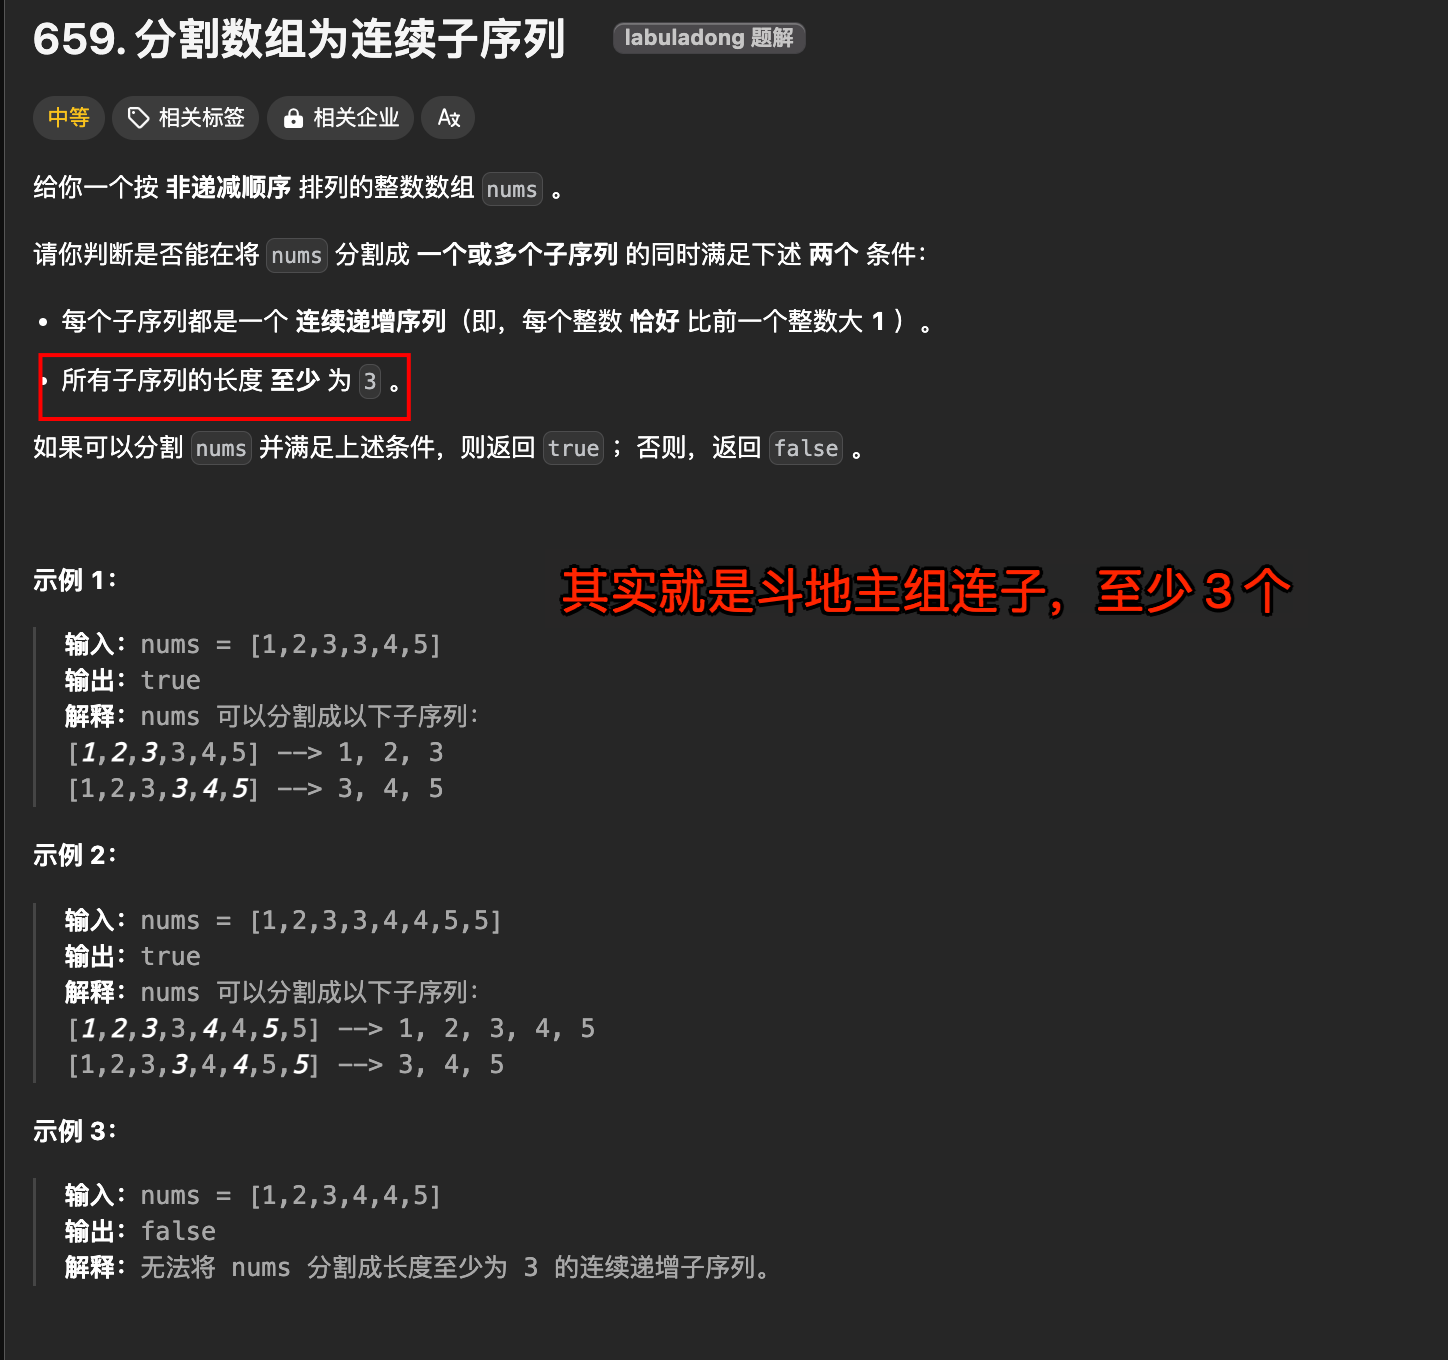 659. 分割数组为连续子序列 labuladong 题解
中等 相关标签 相关企业 A文
给你一个按 非递减顺序 排列的整数数组 nums 。
请你判断是否能在将 nums 分割成 一个或多个子序列 的同时满足下述 两个 条件：
• 每个子序列都是一个 连续递增序列（即，每个整数 恰好 比前一个整数大 1 ）。
• 所有子序列的长度 至少 为 3 。
如果可以分割 nums 并满足上述条件，则返回 true ；否则，返回 false 。
示例 1：
其实就是斗地主组连子，至少 3 个
输入：nums = [1,2,3,3,4,5]
输出：true
解释：nums 可以分割成以下子序列：
[1,2,3,3,4,5] --> 1, 2, 3
[1,2,3,3,4,5] --> 3, 4, 5
示例 2：
输入：nums = [1,2,3,3,4,4,5,5]
输出：true
解释：nums 可以分割成以下子序列：
[1,2,3,3,4,4,5,5] --> 1, 2, 3, 4, 5
[1,2,3,3,4,4,5,5] --> 3, 4, 5
示例 3：
输入：nums = [1,2,3,4,4,5]
输出：false
解释：无法将 nums 分割成长度至少为 3 的连续递增子序列。